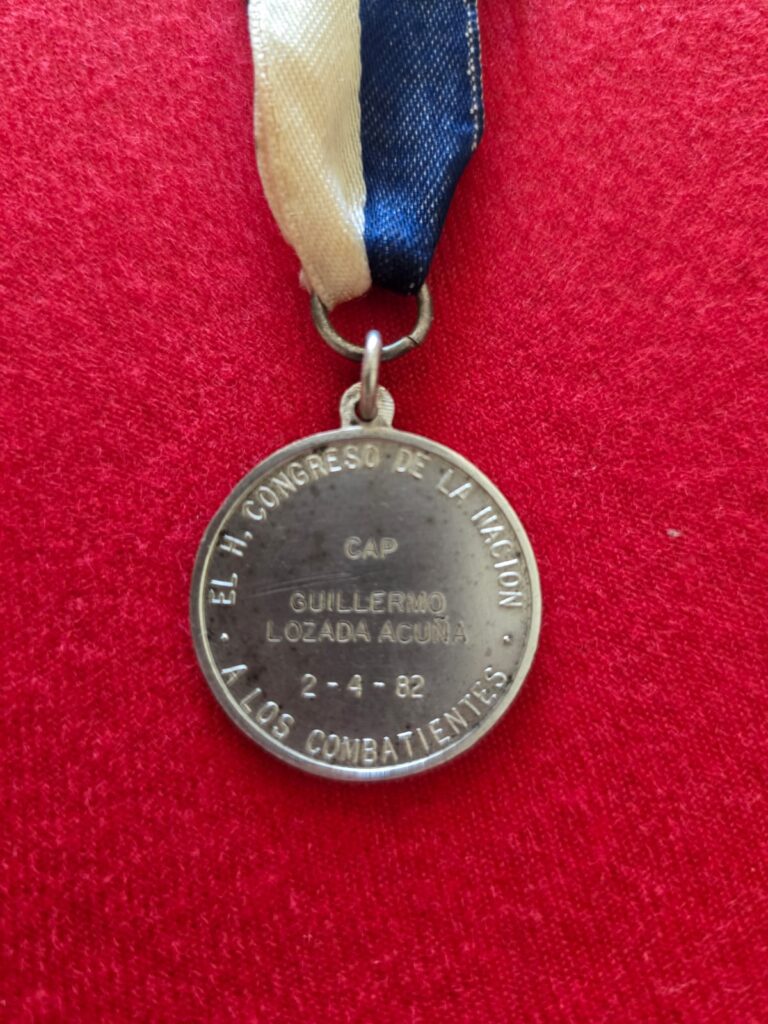 EL H. CONGRESO DE LA NACION
CAP
GUILLERMO
LOZADA ACUÑA
2-4-82
A LOS COMBATIENTES